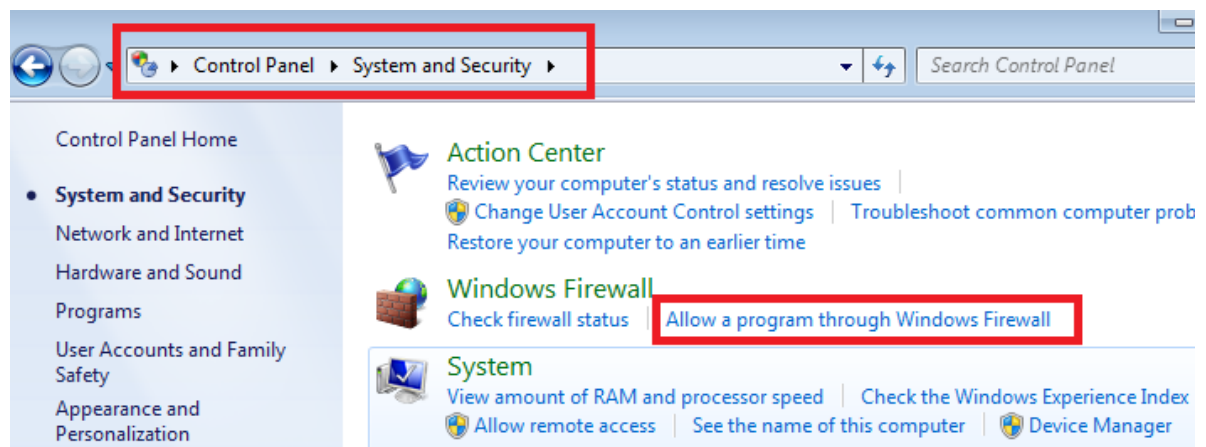 Control Panel System and Security
Search Control Panel
Control Panel Home
System and Security
Network and Internet
Hardware and Sound
Programs
User Accounts and Family
Safety
Appearance and
Personalization
Action Center
Review your computer's status and resolve issues
Change User Account Control settings Troubleshoot common computer prob
Restore your computer to an earlier time
Windows Firewall
Check firewall status Allow a program through Windows Firewall
System
View amount of RAM and processor speed Check the Windows Experience Index
Allow remote access See the name of this computer Device Manager